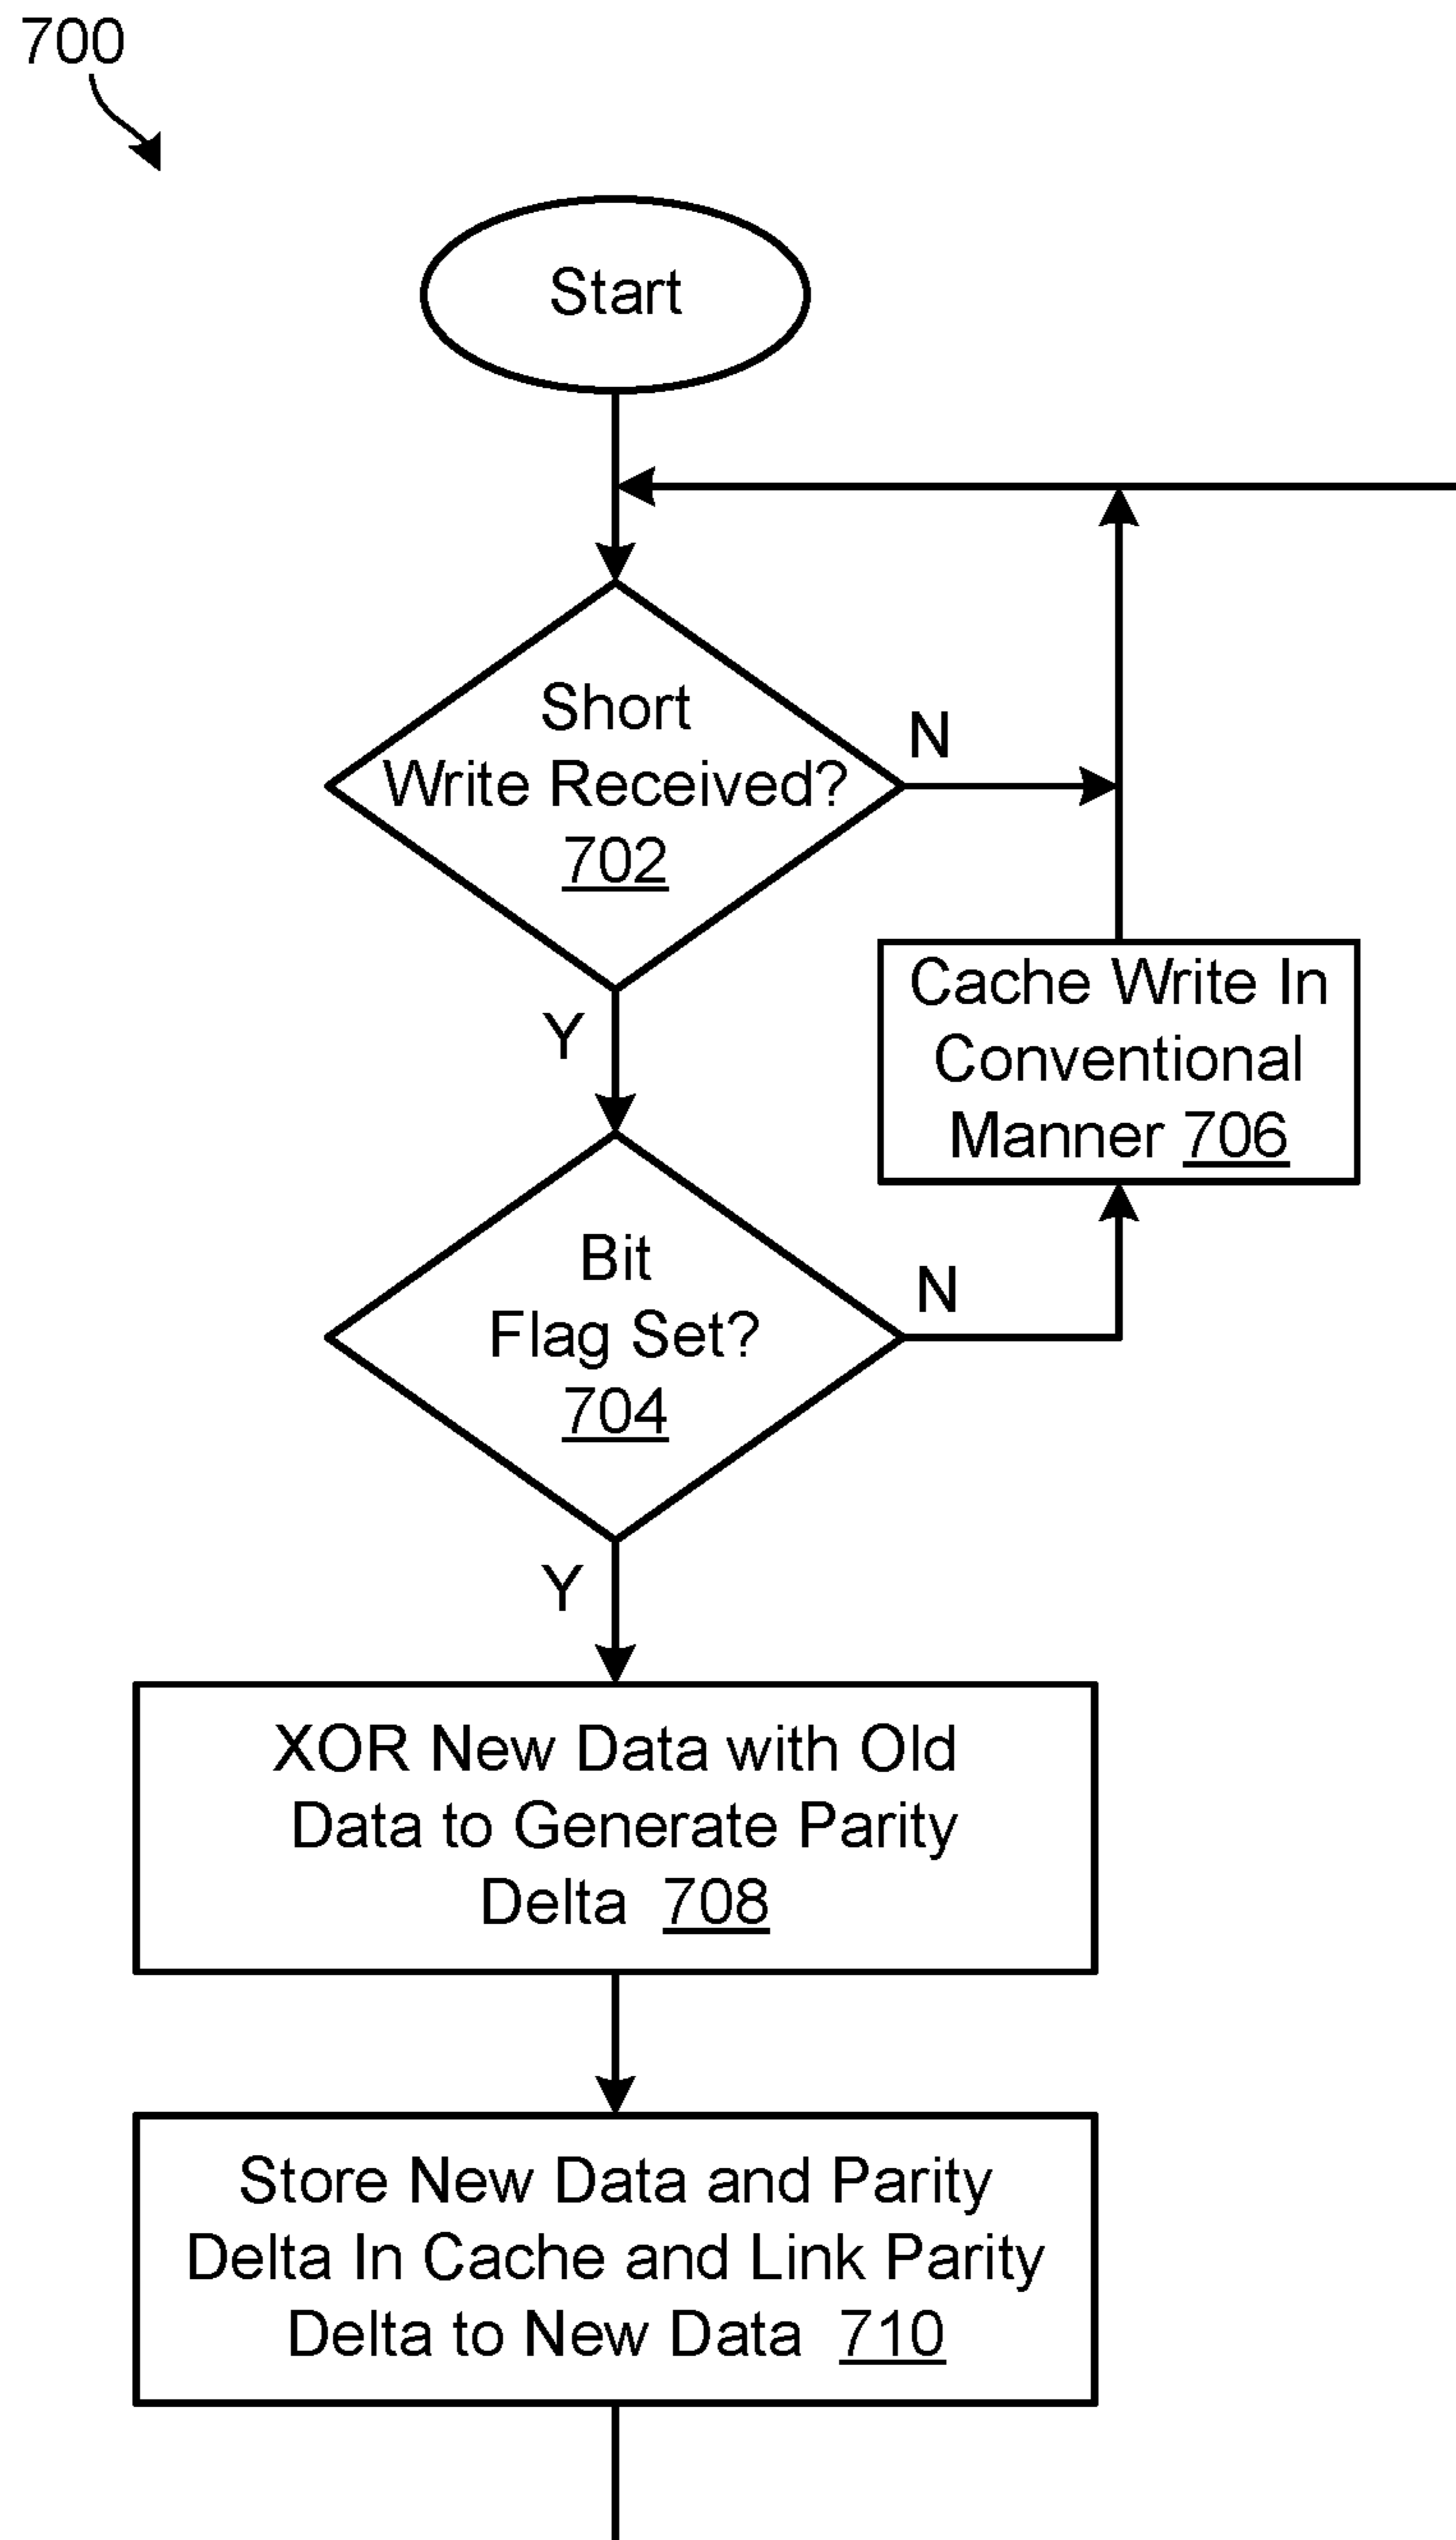 700
Start
Short
Write Received?
702
N
Y
Cache Write In
Conventional
Manner 706
Bit
Flag Set?
704
N
Y
XOR New Data with Old
Data to Generate Parity
Delta 708
Store New Data and Parity
Delta In Cache and Link Parity
Delta to New Data 710